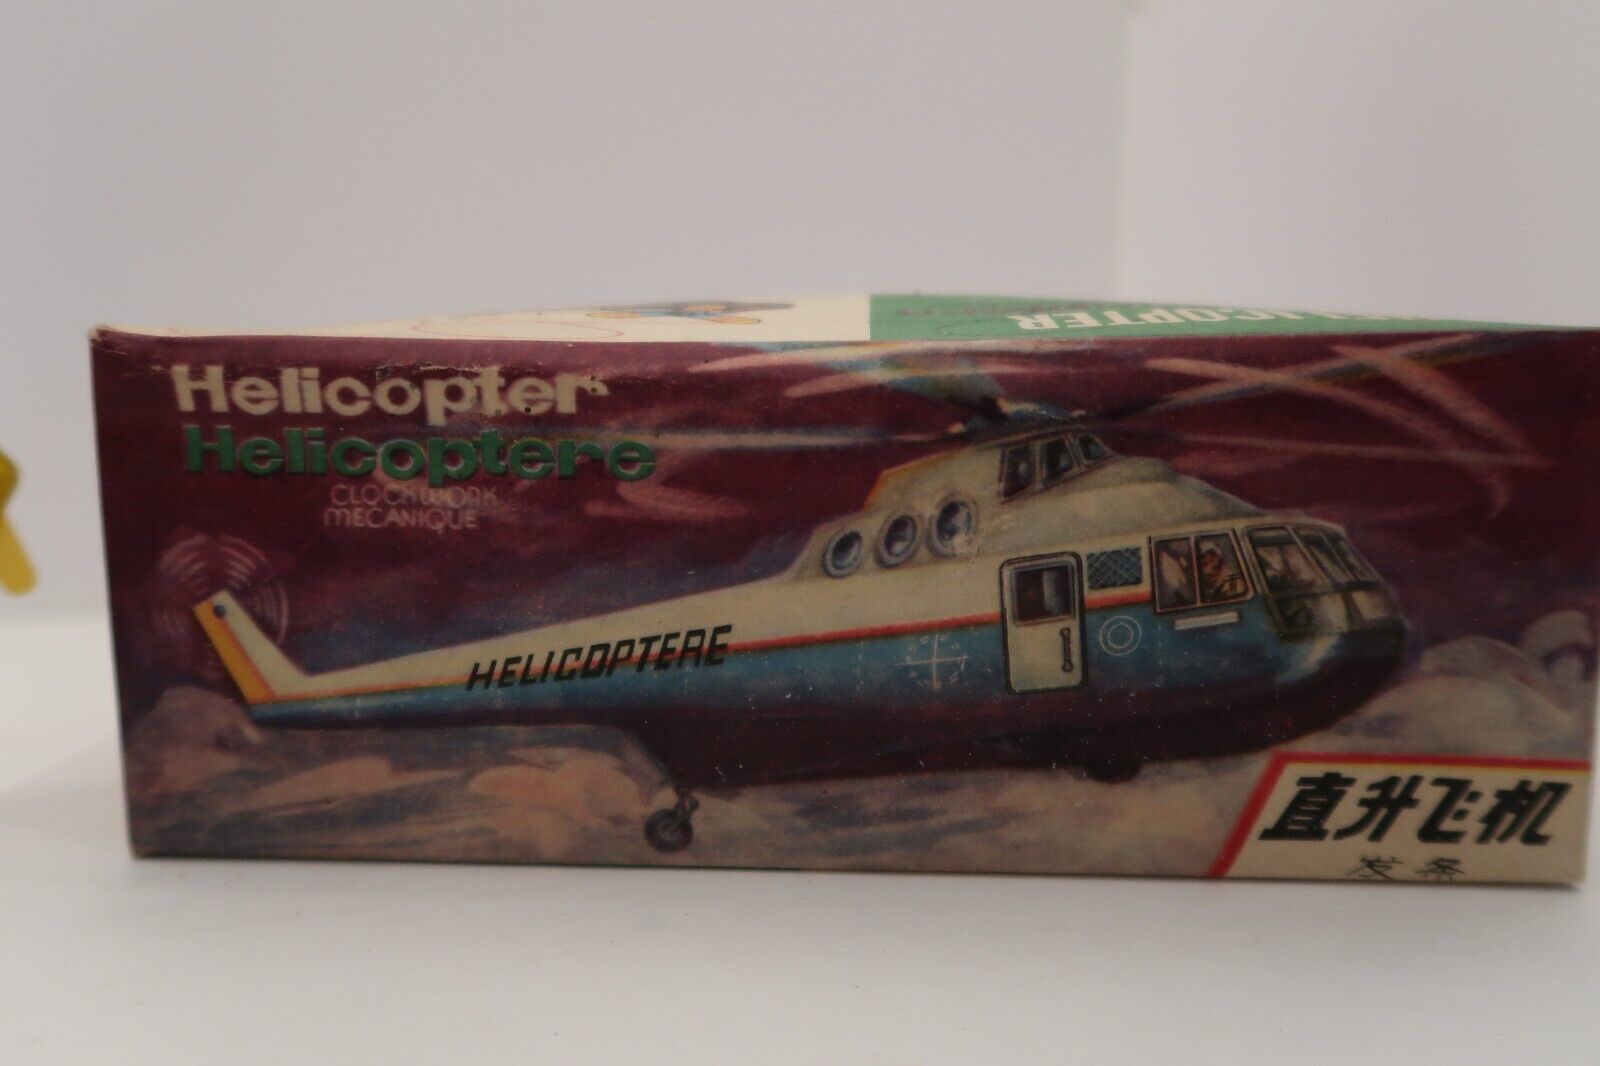 HELICOPTER
Helicopter
Helicoptere
CLOCKWORK
MECANIQUE
HELICOPTERE
直升飞机
发条